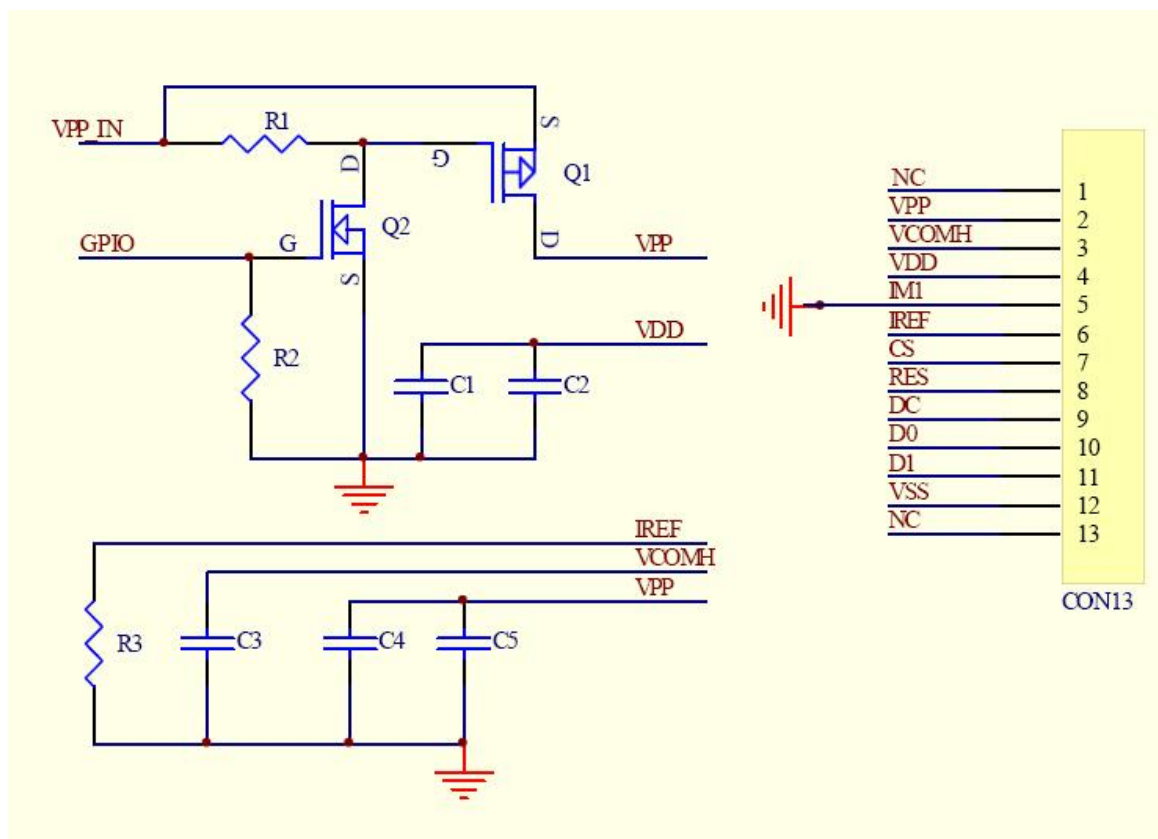 R1
S
VPP_IN
D
G
Q1
G
Q2
D
GPIO
VPP
S
VDD
R2
C1
C2
IREF
VCOMH
VPP
R3
C3
C4
C5
NC 1
VPP 2
VCOMH 3
VDD 4
IM1 5
IREF 6
CS 7
RES 8
DC 9
D0 10
D1 11
VSS 12
NC 13
CON13